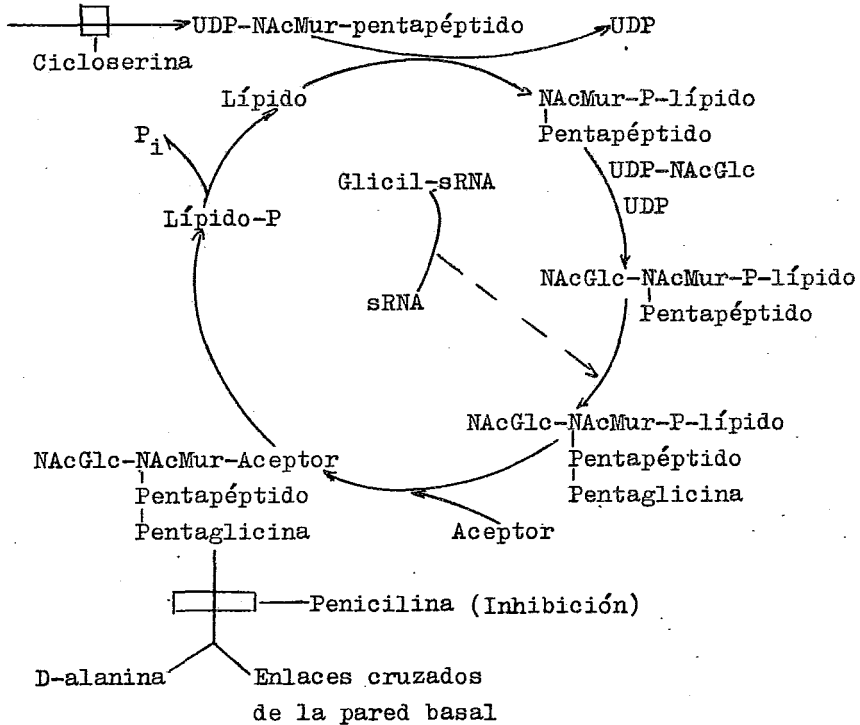 UDP-NAcMur-pentapéptido
UDP
Cicloserina
Lípido
NAcMur-P-lípido
Pentapéptido
Pi
UDP-NAcGlc
UDP
Glicil-sRNA
Lípido-P
sRNA
NAcGlc-NAcMur-P-lípido
Pentapéptido
NAcGlc-NAcMur-P-lípido
Pentapéptido
Pentaglicina
NAcGlc-NAcMur-Aceptor
Pentapéptido
Pentaglicina
Aceptor
Penicilina (Inhibición)
D-alanina
Enlaces cruzados
de la pared basal